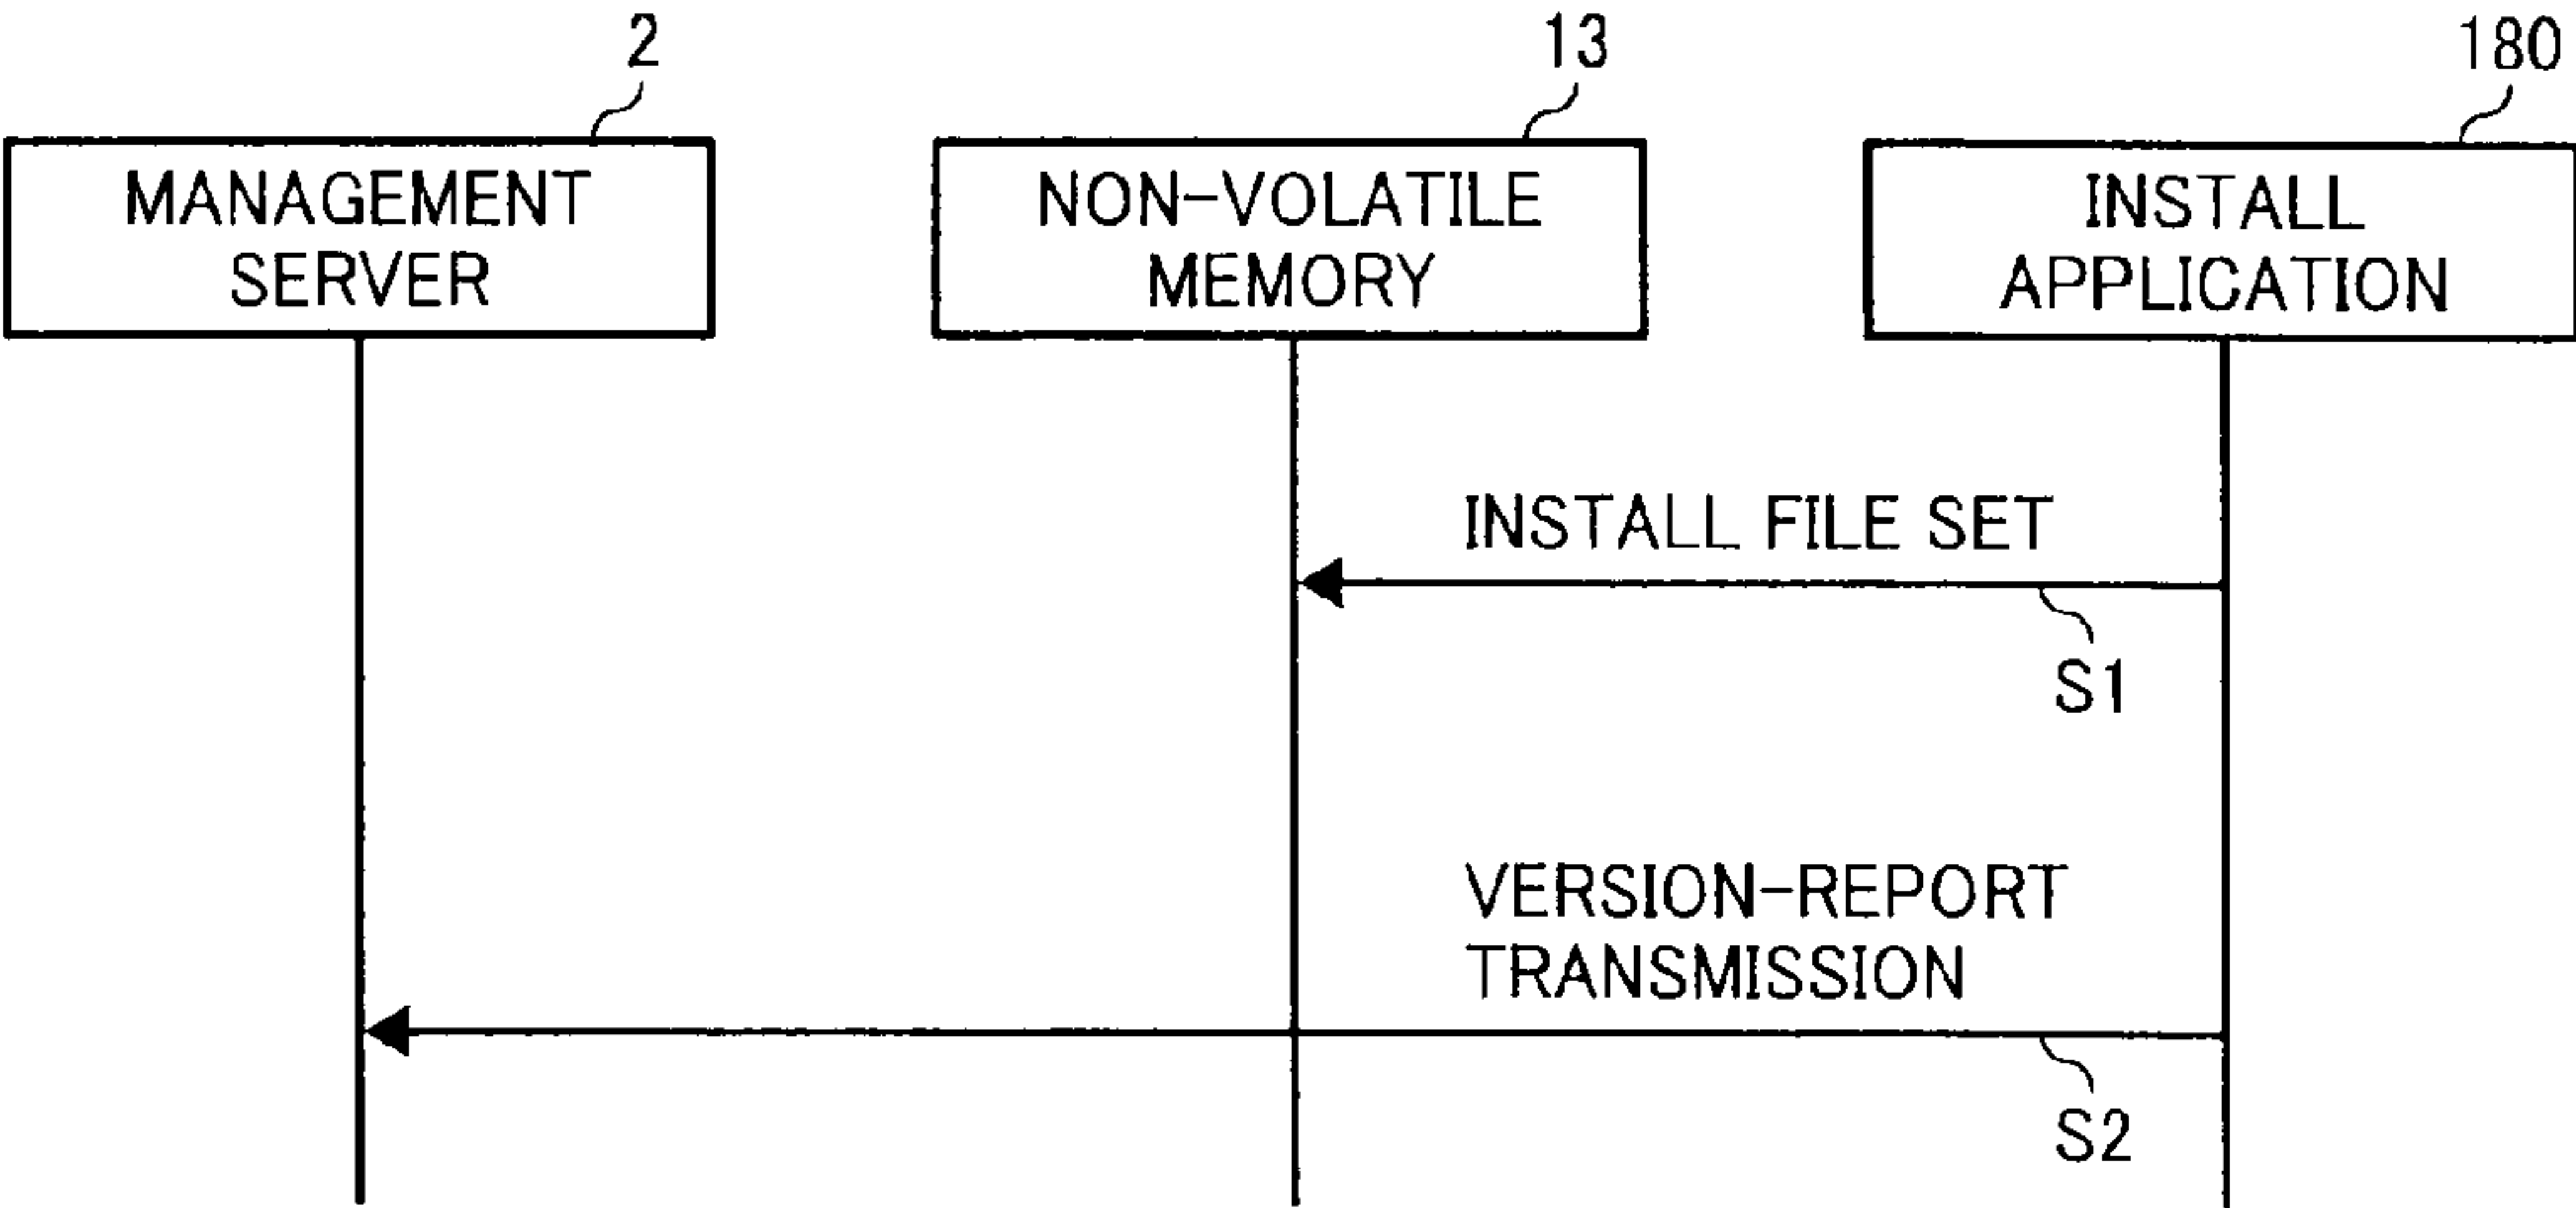 2
13
180
MANAGEMENT
SERVER
NON-VOLATILE
MEMORY
INSTALL
APPLICATION
INSTALL FILE SET
S1
VERSION-REPORT
TRANSMISSION
S2